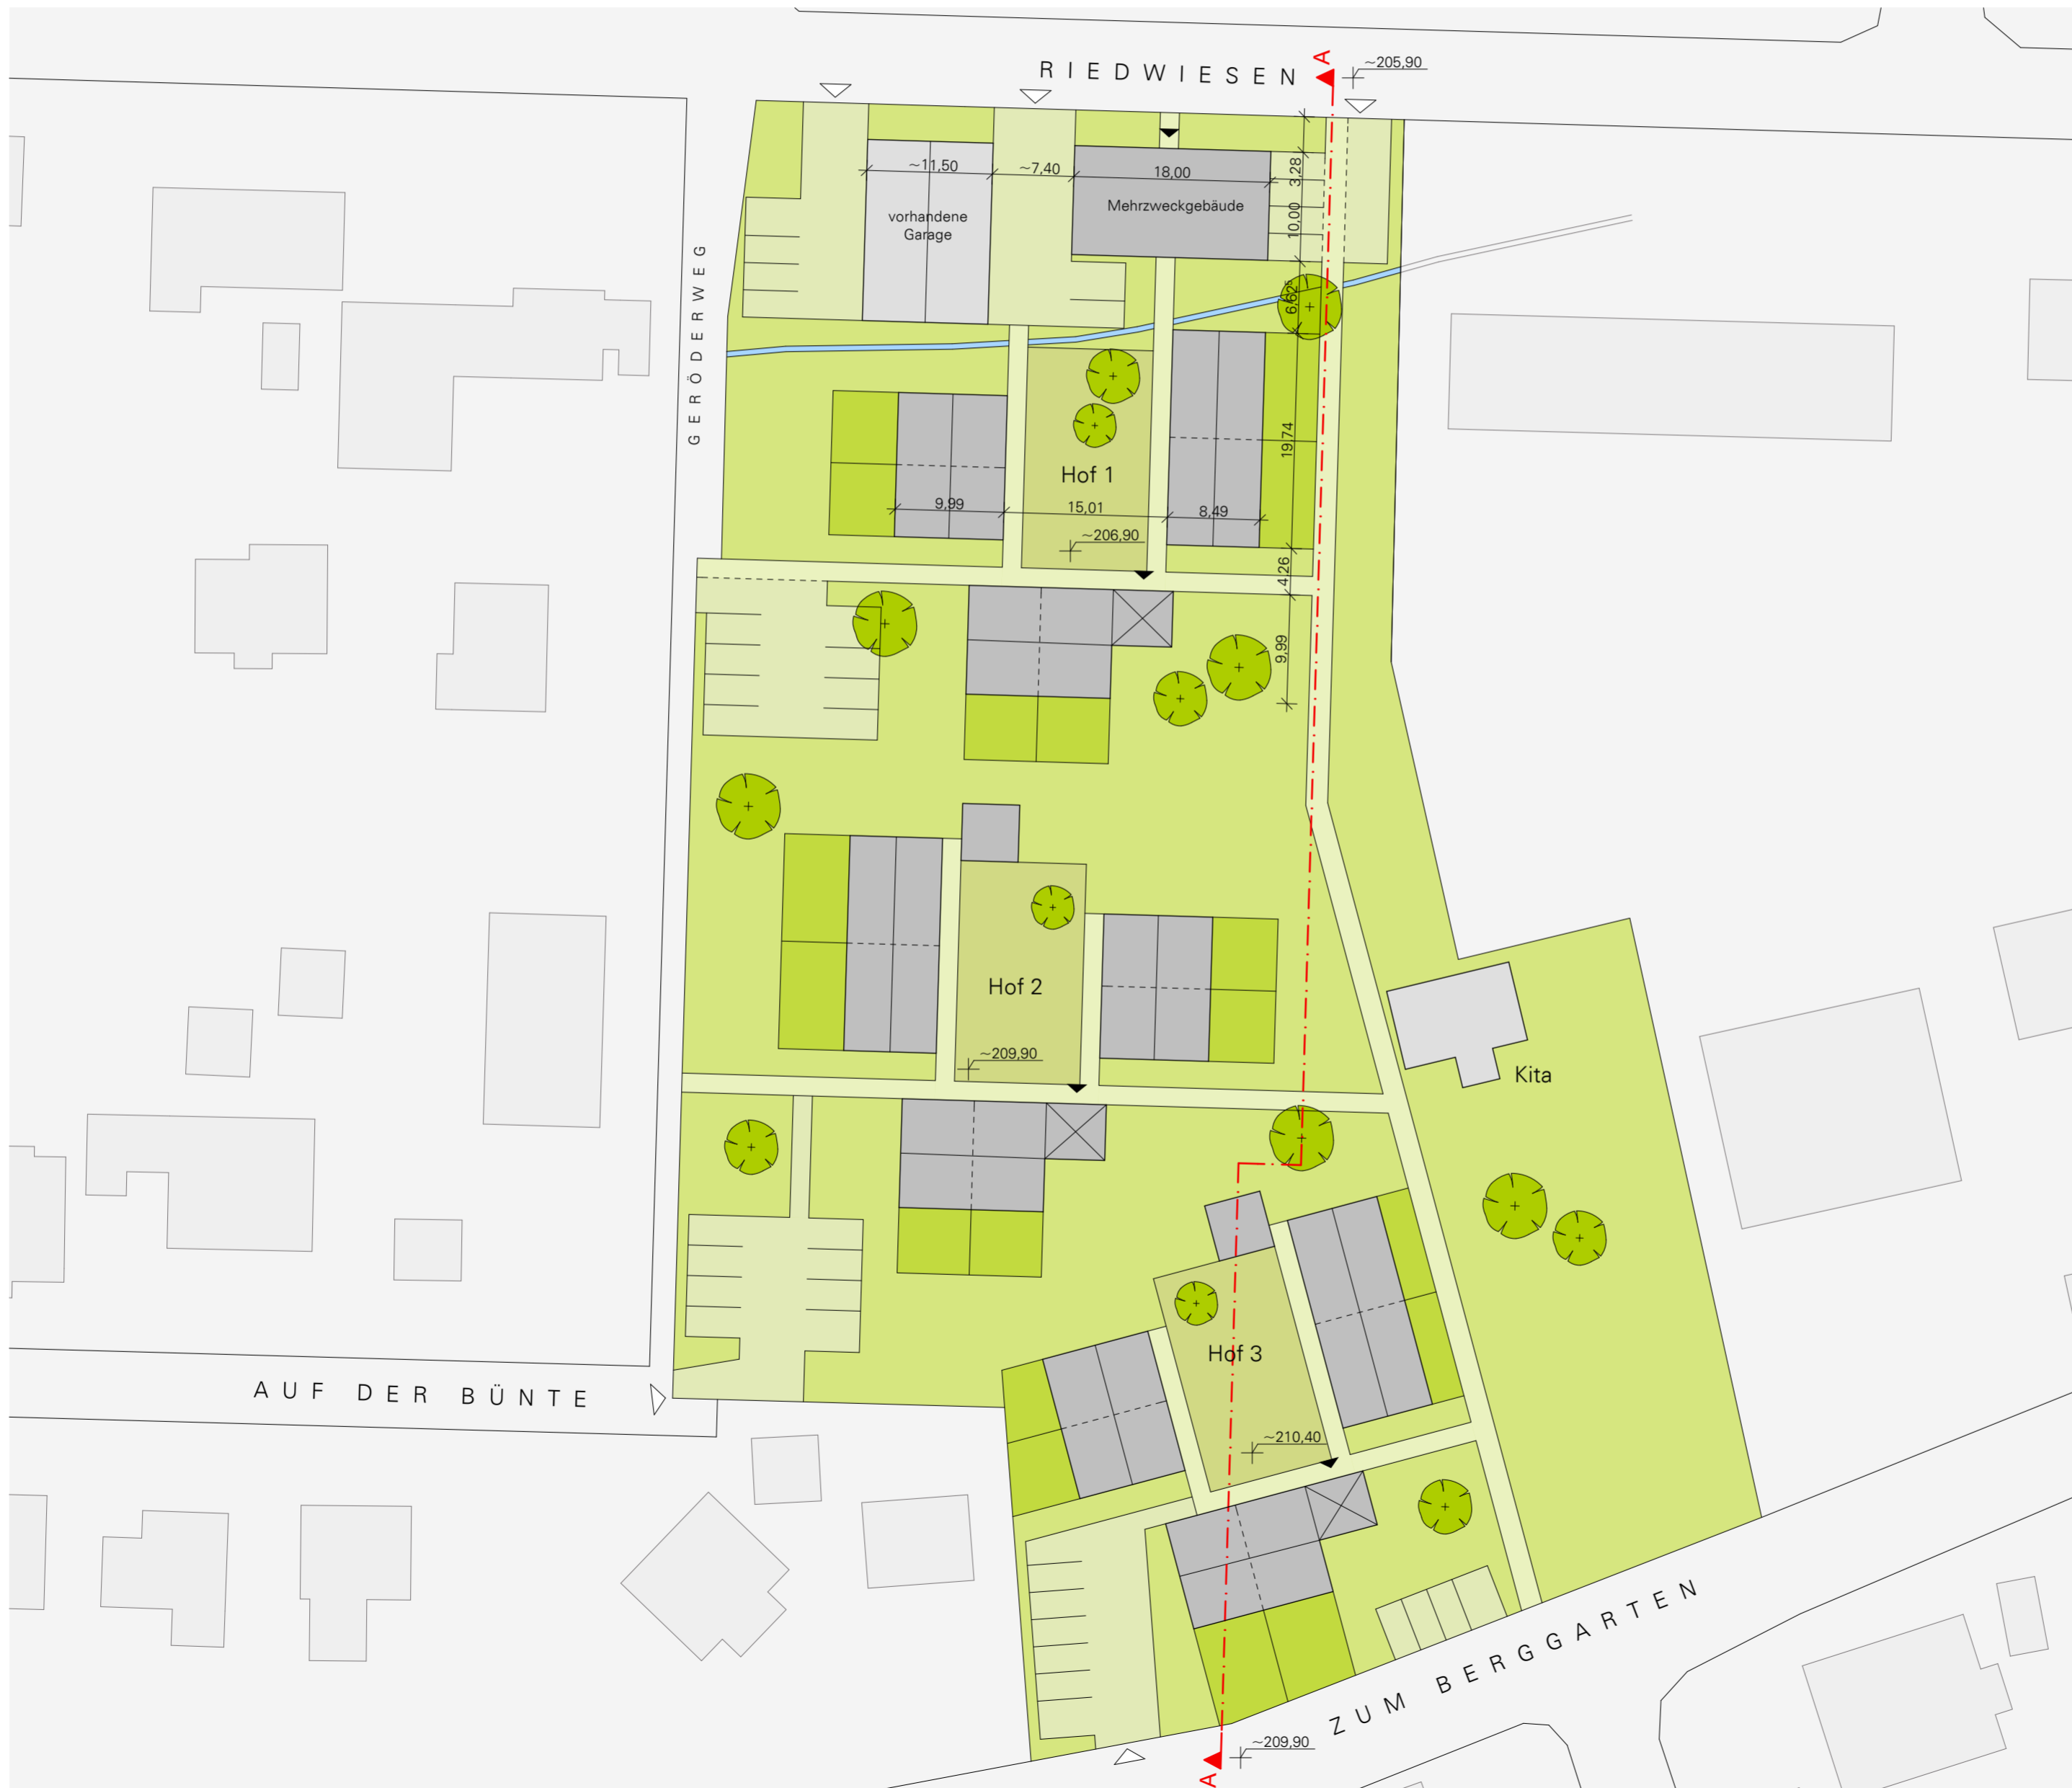 RIEDWIESEN
A
~205,90
~11,50
~7,40
18,00
3,28
vorhandene
Garage
Mehrzweckgebäude
10,00
GERÖDERWEG
6,62⁵
19,74
Hof 1
9,99
15,01
8,49
~206,90
4,26
9,99
Hof 2
~209,90
Kita
Hof 3
AUF DER BÜNTE
~210,40
ZUM BERGGARTEN
~209,90
A